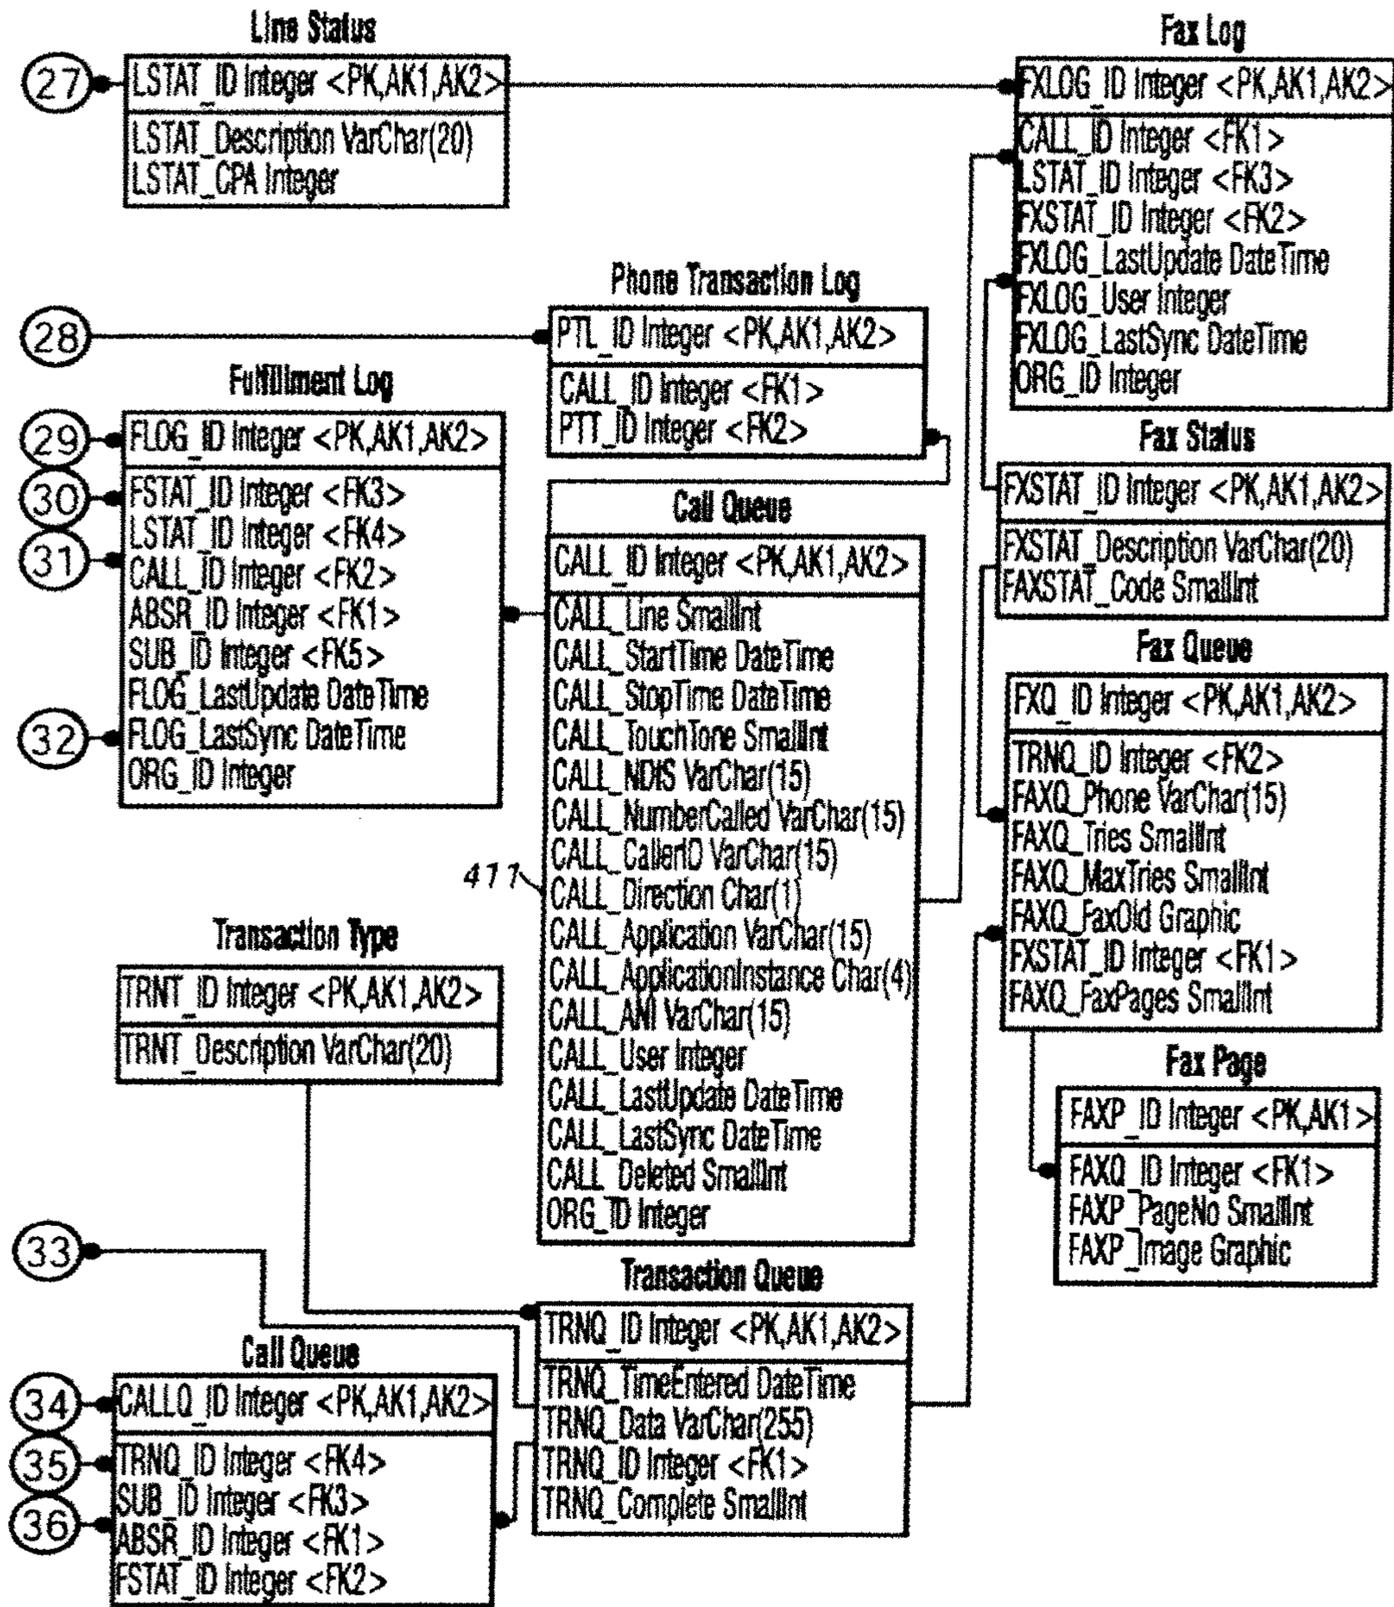 Line Status
27
LSTAT_ID Integer <PK,AK1,AK2>
LSTAT_Description VarChar(20)
LSTAT_CPA Integer
Fax Log
FXLOG_ID Integer <PK,AK1,AK2>
CALL_ID Integer <FK1>
LSTAT_ID Integer <FK3>
FXSTAT_ID Integer <FK2>
FXLOG_LastUpdate DateTime
FXLOG_User Integer
FXLOG_LastSync DateTime
ORG_ID Integer
Phone Transaction Log
28
PTL_ID Integer <PK,AK1,AK2>
CALL_ID Integer <FK1>
PTT_ID Integer <FK2>
Fulfillment Log
29
30
31
32
FLOG_ID Integer <PK,AK1,AK2>
FSTAT_ID Integer <FK3>
LSTAT_ID Integer <FK4>
CALL_ID Integer <FK2>
ABSR_ID Integer <FK1>
SUB_ID Integer <FK5>
FLOG_LastUpdate DateTime
FLOG_LastSync DateTime
ORG_ID Integer
Call Queue
CALL_ID Integer <PK,AK1,AK2>
CALL_Line SmallInt
CALL_StartTime DateTime
CALL_StopTime DateTime
CALL_TouchTone SmallInt
CALL_NDIS VarChar(15)
CALL_NumberCalled VarChar(15)
CALL_CallerIO VarChar(15)
CALL_Direction Char(1)
CALL_Application VarChar(15)
CALL_ApplicationInstance Char(4)
CALL_ANI VarChar(15)
CALL_User Integer
CALL_LastUpdate DateTime
CALL_LastSync DateTime
CALL_Deleted SmallInt
ORG_ID Integer
411
Fax Status
FXSTAT_ID Integer <PK,AK1,AK2>
FXSTAT_Description VarChar(20)
FAXSTAT_Code SmallInt
Fax Queue
FXQ_ID Integer <PK,AK1,AK2>
TRNQ_ID Integer <FK2>
FAXQ_Phone VarChar(15)
FAXQ_Tries SmallInt
FAXQ_MaxTries SmallInt
FAXQ_FaxOld Graphic
FXSTAT_ID Integer <FK1>
FAXQ_FaxPages SmallInt
Fax Page
FAXP_ID Integer <PK,AK1>
FAXQ_ID Integer <FK1>
FAXP_PageNo SmallInt
FAXP_Image Graphic
Transaction Type
TRNT_ID Integer <PK,AK1,AK2>
TRNT_Description VarChar(20)
33
Transaction Queue
TRNQ_ID Integer <PK,AK1,AK2>
TRNQ_TimeEntered DateTime
TRNQ_Data VarChar(255)
TRNQ_ID Integer <FK1>
TRNQ_Complete SmallInt
Call Queue
34
35
36
CALLQ_ID Integer <PK,AK1,AK2>
TRNQ_ID Integer <FK4>
SUB_ID Integer <FK3>
ABSR_ID Integer <FK1>
FSTAT_ID Integer <FK2>